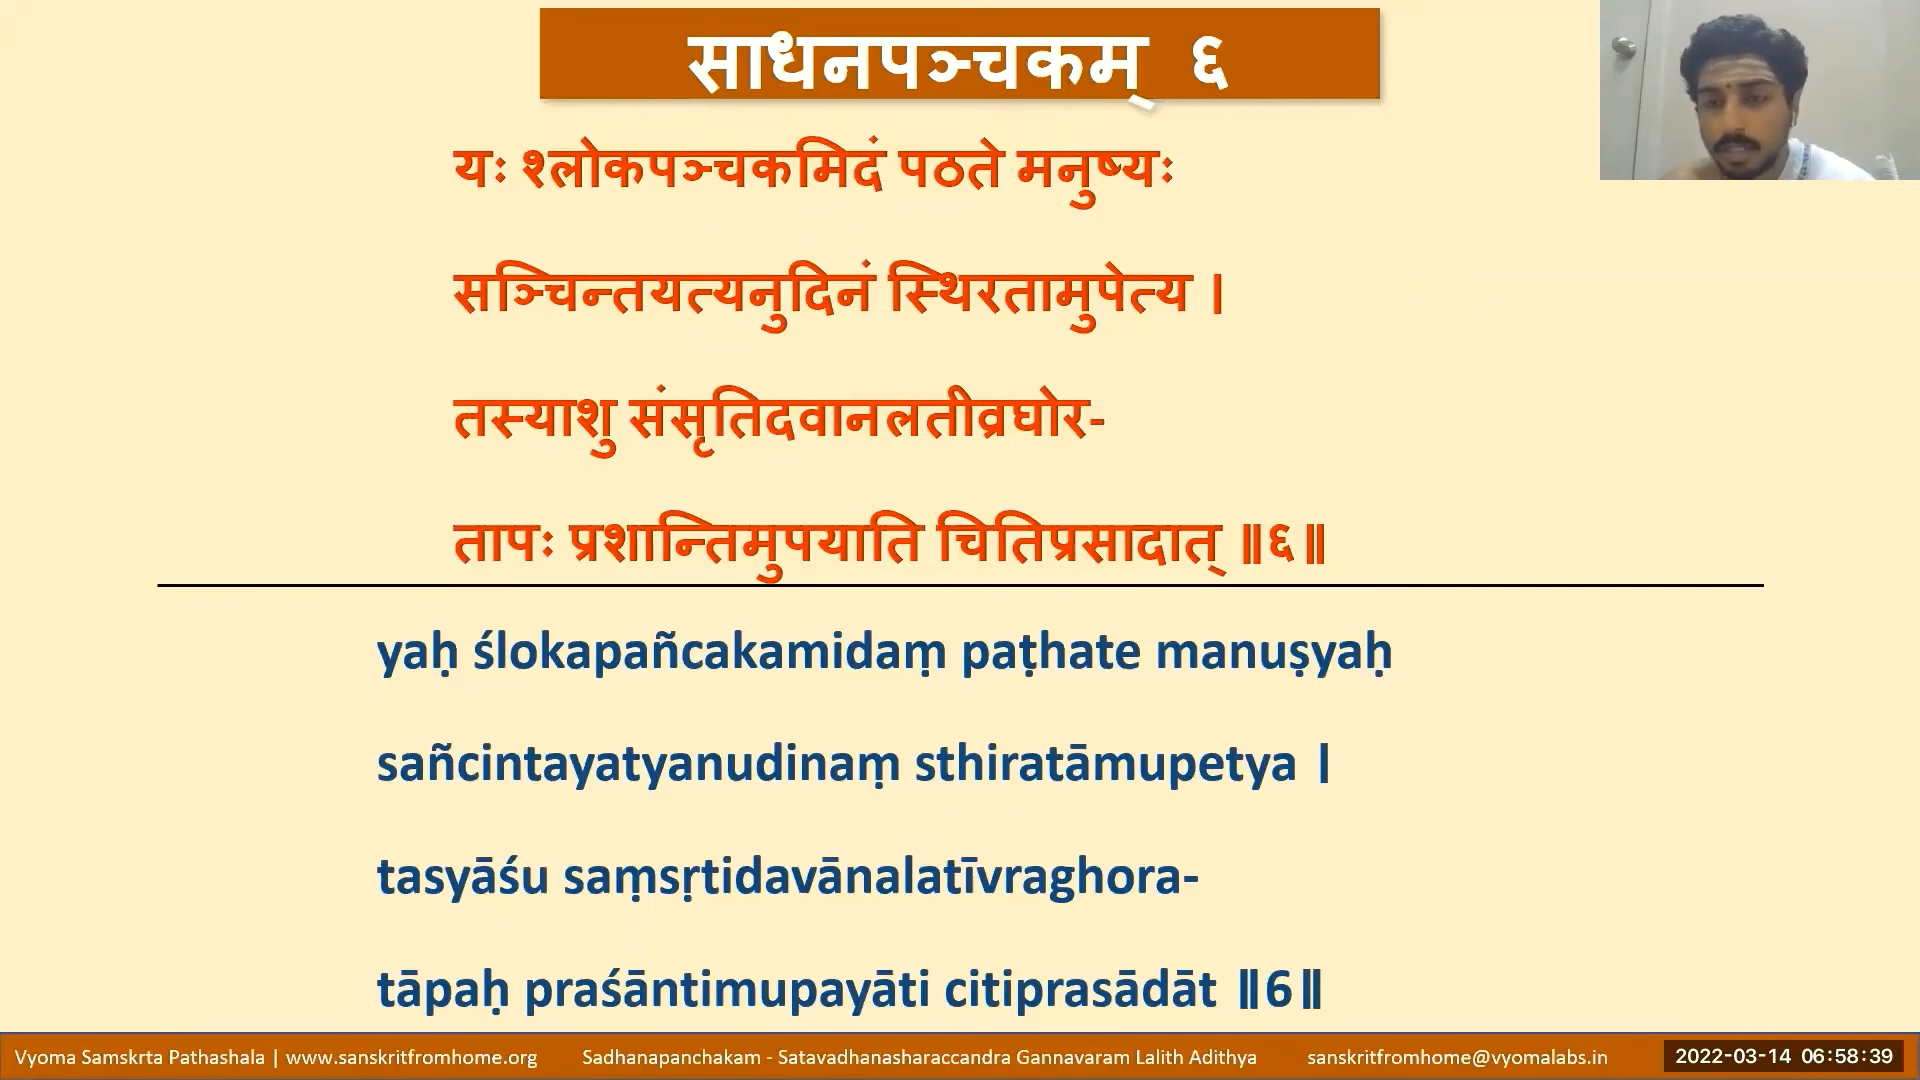 साधनपञ्चकम् ६
यः श्लोकपञ्चकमिदं पठते मनुष्यः
सञ्चिन्तयत्यनुदिनं स्थिरतामुपेत्य ।
तस्याशु संसृतिदवानलतीव्रघोर-
तापः प्रशान्तिमुपयाति चितिप्रसादात् ॥६॥
yaḥ ślokapañcakamidaṃ paṭhate manuṣyaḥ
sañcintayatyanudinaṃ sthiratāmupetya ।
tasyāśu saṃsṛtidavānalatīvraghora-
tāpaḥ praśāntimupayāti citiprasādāt ॥6॥
Vyoma Samskrta Pathashala | www.sanskritfromhome.org Sadhanapanchakam - Satavadhanasharaccandra Gannavaram Lalith Adithya sanskritfromhome@vyomalabs.in 2022-03-14 06:58:39